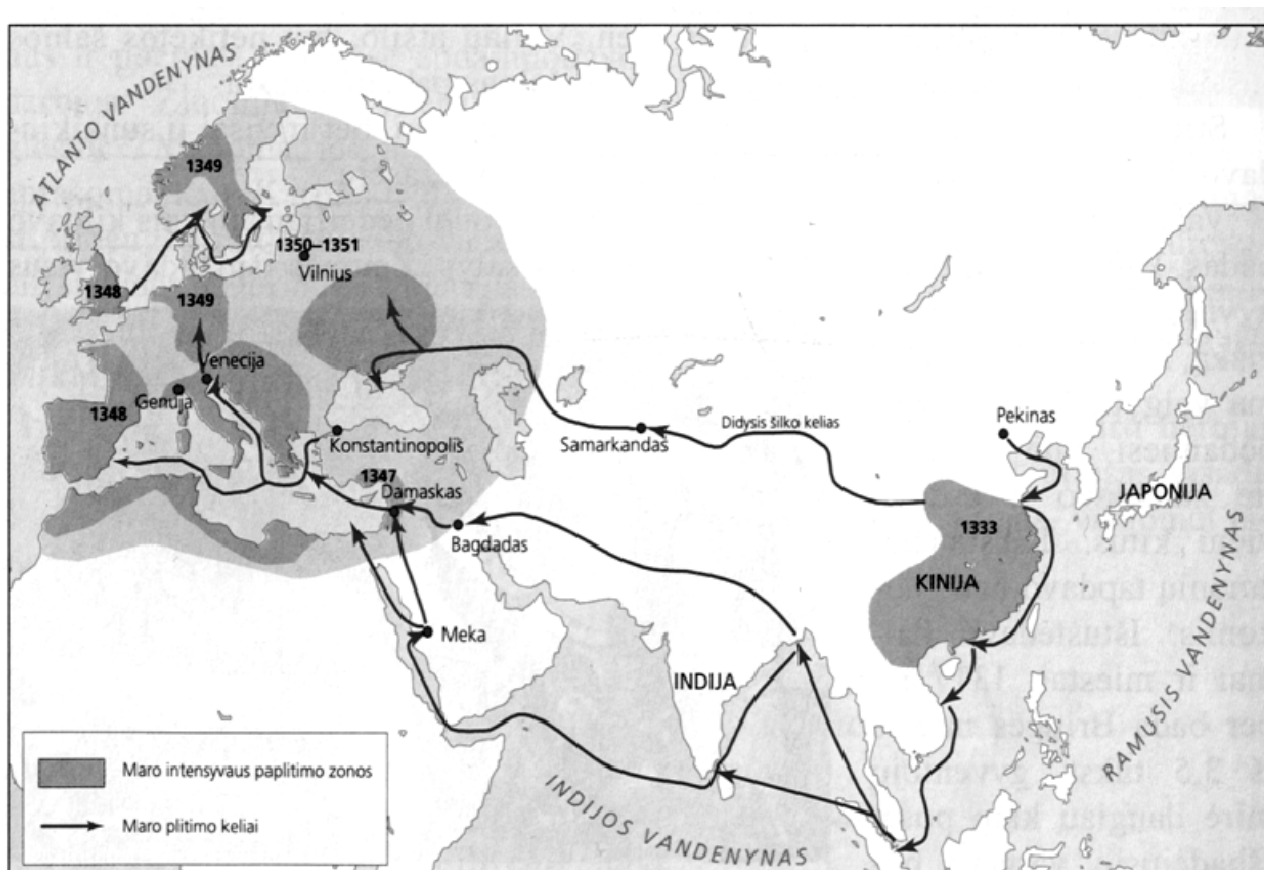 ATLANTO VANDENYNAS
1349
1350–1351
Vilnius
1348
1349
Venecija
Genuja
1348
Konstantinopolis
1347
Damaskas
Bagdadas
Samarkandas
Didysis šilko kelias
Pekinas
JAPONIJA
1333
KINIJA
Meka
INDIJA
RAMUSIS VANDENYNAS
INDIJOS VANDENYNAS
Maro intensyvaus paplitimo zonos
Maro plitimo keliai